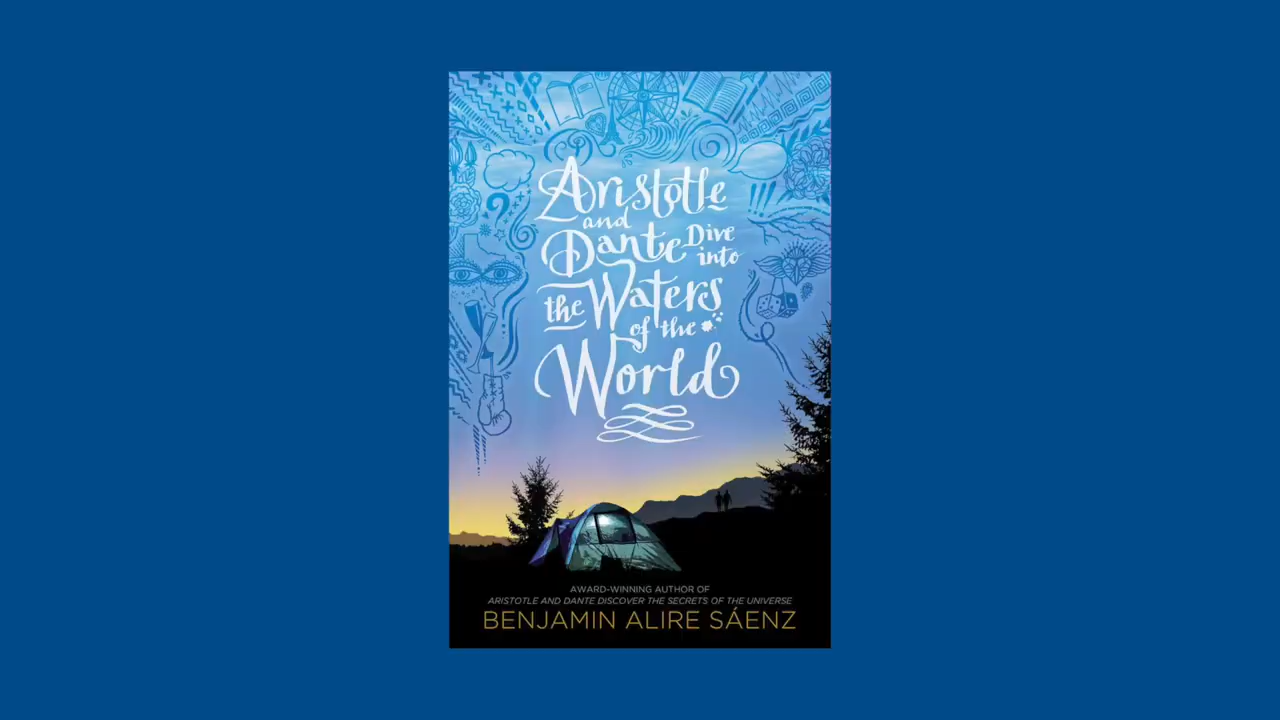 Aristotle
and
Dante Dive
into
the Waters
of the
World
AWARD-WINNING AUTHOR OF
ARISTOTLE AND DANTE DISCOVER THE SECRETS OF THE UNIVERSE
BENJAMIN ALIRE SÁENZ